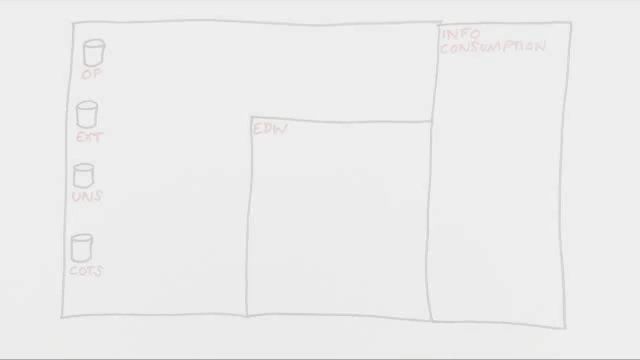 OP
EXT
UNS
COTS
EDW
INFO
CONSUMPTION